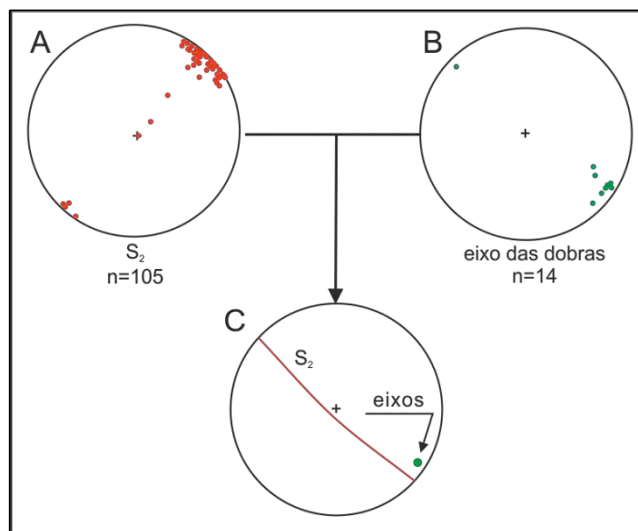 A
B
S₂
n=105
eixo das dobras
n=14
C
S₂
eixos